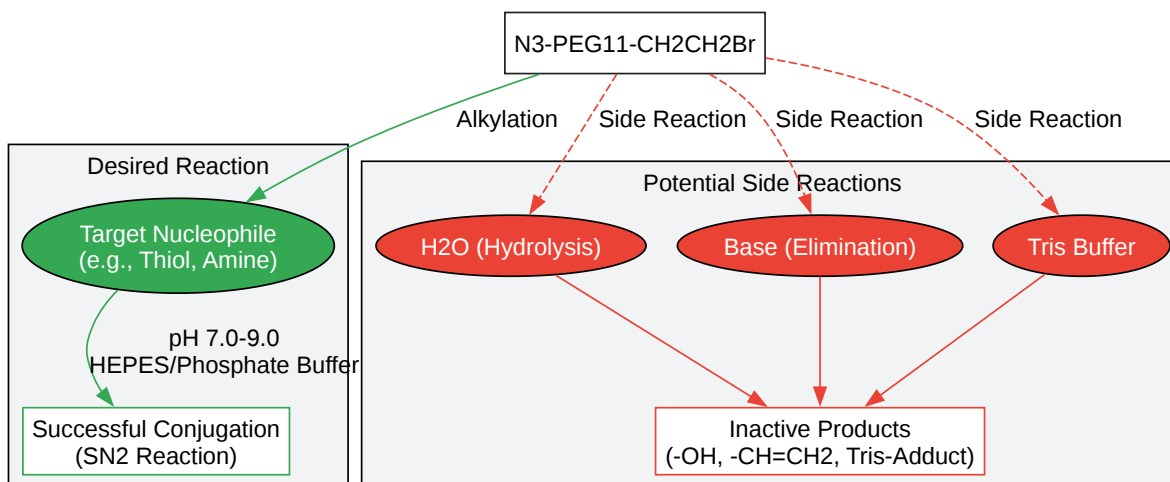 N3-PEG11-CH2CH2Br
Alkylation
Side Reaction
Side Reaction
Side Reaction
Desired Reaction
Potential Side Reactions
Target Nucleophile
(e.g., Thiol, Amine)
H2O (Hydrolysis)
Base (Elimination)
Tris Buffer
pH 7.0-9.0
HEPES/Phosphate Buffer
Successful Conjugation
(SN2 Reaction)
Inactive Products
(-OH, -CH=CH2, Tris-Adduct)